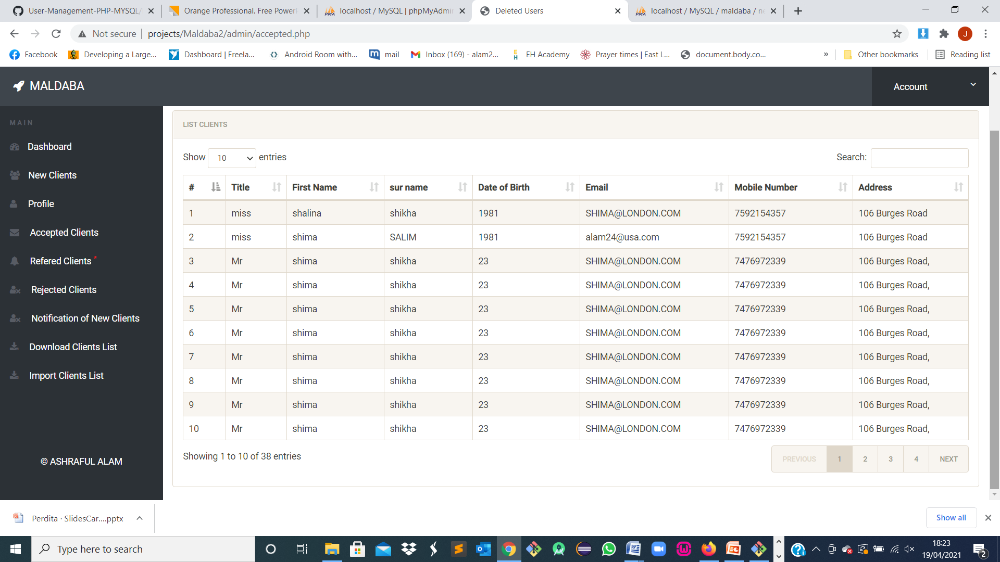 User-Management-PHP-MYSQL/
Orange Professional. Free PowerP
localhost / MySQL | phpMyAdmin
Deleted Users
localhost / MySQL / maldaba / ne
Not secure | projects/Maldaba2/admin/accepted.php
J
Facebook
Developing a Large...
Dashboard | Freela...
Android Room with...
mail
Inbox (169) - alam2...
EH Academy
Prayer times | East L...
document.body.co...
»
Other bookmarks
Reading list
MALDABA
Account
MAIN
Dashboard
New Clients
Profile
Accepted Clients
Refered Clients *
Rejected Clients
Notification of New Clients
Download Clients List
Import Clients List
© ASHRAFUL ALAM
LIST CLIENTS
Show 10 entries
Search:
# Title First Name sur name Date of Birth Email Mobile Number Address
1 miss shalina shikha 1981 SHIMA@LONDON.COM 7592154357 106 Burges Road
2 miss shima SALIM 1981 alam24@usa.com 7592154357 106 Burges Road
3 Mr shima shikha 23 SHIMA@LONDON.COM 7476972339 106 Burges Road,
4 Mr shima shikha 23 SHIMA@LONDON.COM 7476972339 106 Burges Road,
5 Mr shima shikha 23 SHIMA@LONDON.COM 7476972339 106 Burges Road,
6 Mr shima shikha 23 SHIMA@LONDON.COM 7476972339 106 Burges Road,
7 Mr shima shikha 23 SHIMA@LONDON.COM 7476972339 106 Burges Road,
8 Mr shima shikha 23 SHIMA@LONDON.COM 7476972339 106 Burges Road,
9 Mr shima shikha 23 SHIMA@LONDON.COM 7476972339 106 Burges Road,
10 Mr shima shikha 23 SHIMA@LONDON.COM 7476972339 106 Burges Road,
Showing 1 to 10 of 38 entries
PREVIOUS 1 2 3 4 NEXT
Perdita · SlidesCar....pptx
Show all
Type here to search
18:23
19/04/2021
2